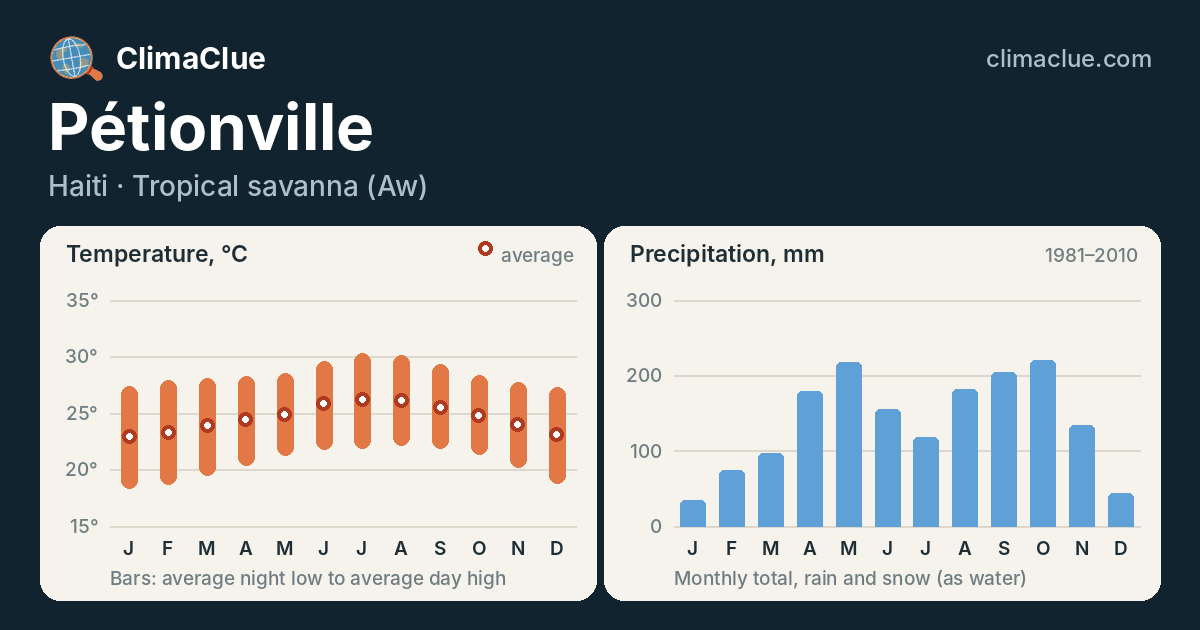 ClimaClue
climaclue.com
Pétionville
Haiti · Tropical savanna (Aw)
Temperature, °C
average
35°
30°
25°
20°
15°
J F M A M J J A S O N D
Bars: average night low to average day high
Precipitation, mm
1981–2010
300
200
100
0
J F M A M J J A S O N D
Monthly total, rain and snow (as water)